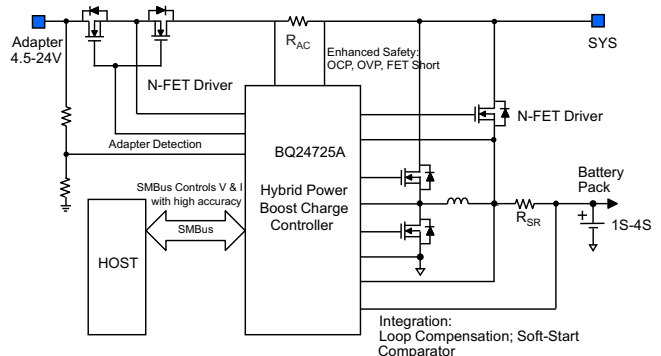 Adapter
4.5-24V
R_AC
Enhanced Safety:
OCP, OVP, FET Short
SYS
N-FET Driver
N-FET Driver
Adapter Detection
BQ24725A
Hybrid Power
Boost Charge
Controller
SMBus Controls V & I
with high accuracy
SMBus
HOST
Battery
Pack
R_SR
+
1S-4S
Integration:
Loop Compensation; Soft-Start
Comparator